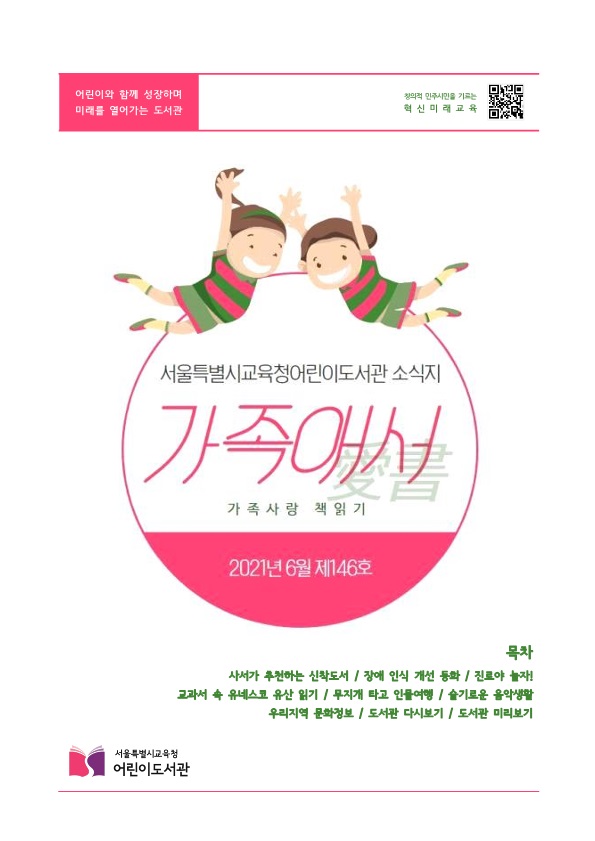 어린이와 함께 성장하며
미래를 열어가는 도서관
창의적 민주시민을 기르는
혁신미래교육
서울특별시교육청어린이도서관 소식지
가족애서
愛書
가족사랑 책읽기
2021년 6월 제146호
목차
사서가 추천하는 신착도서 / 장애 인식 개선 동화 / 진로야 놀자!
교과서 속 유네스코 유산 읽기 / 무지개 타고 인물여행 / 슬기로운 음악생활
우리지역 문화정보 / 도서관 다시보기 / 도서관 미리보기
서울특별시교육청
어린이도서관